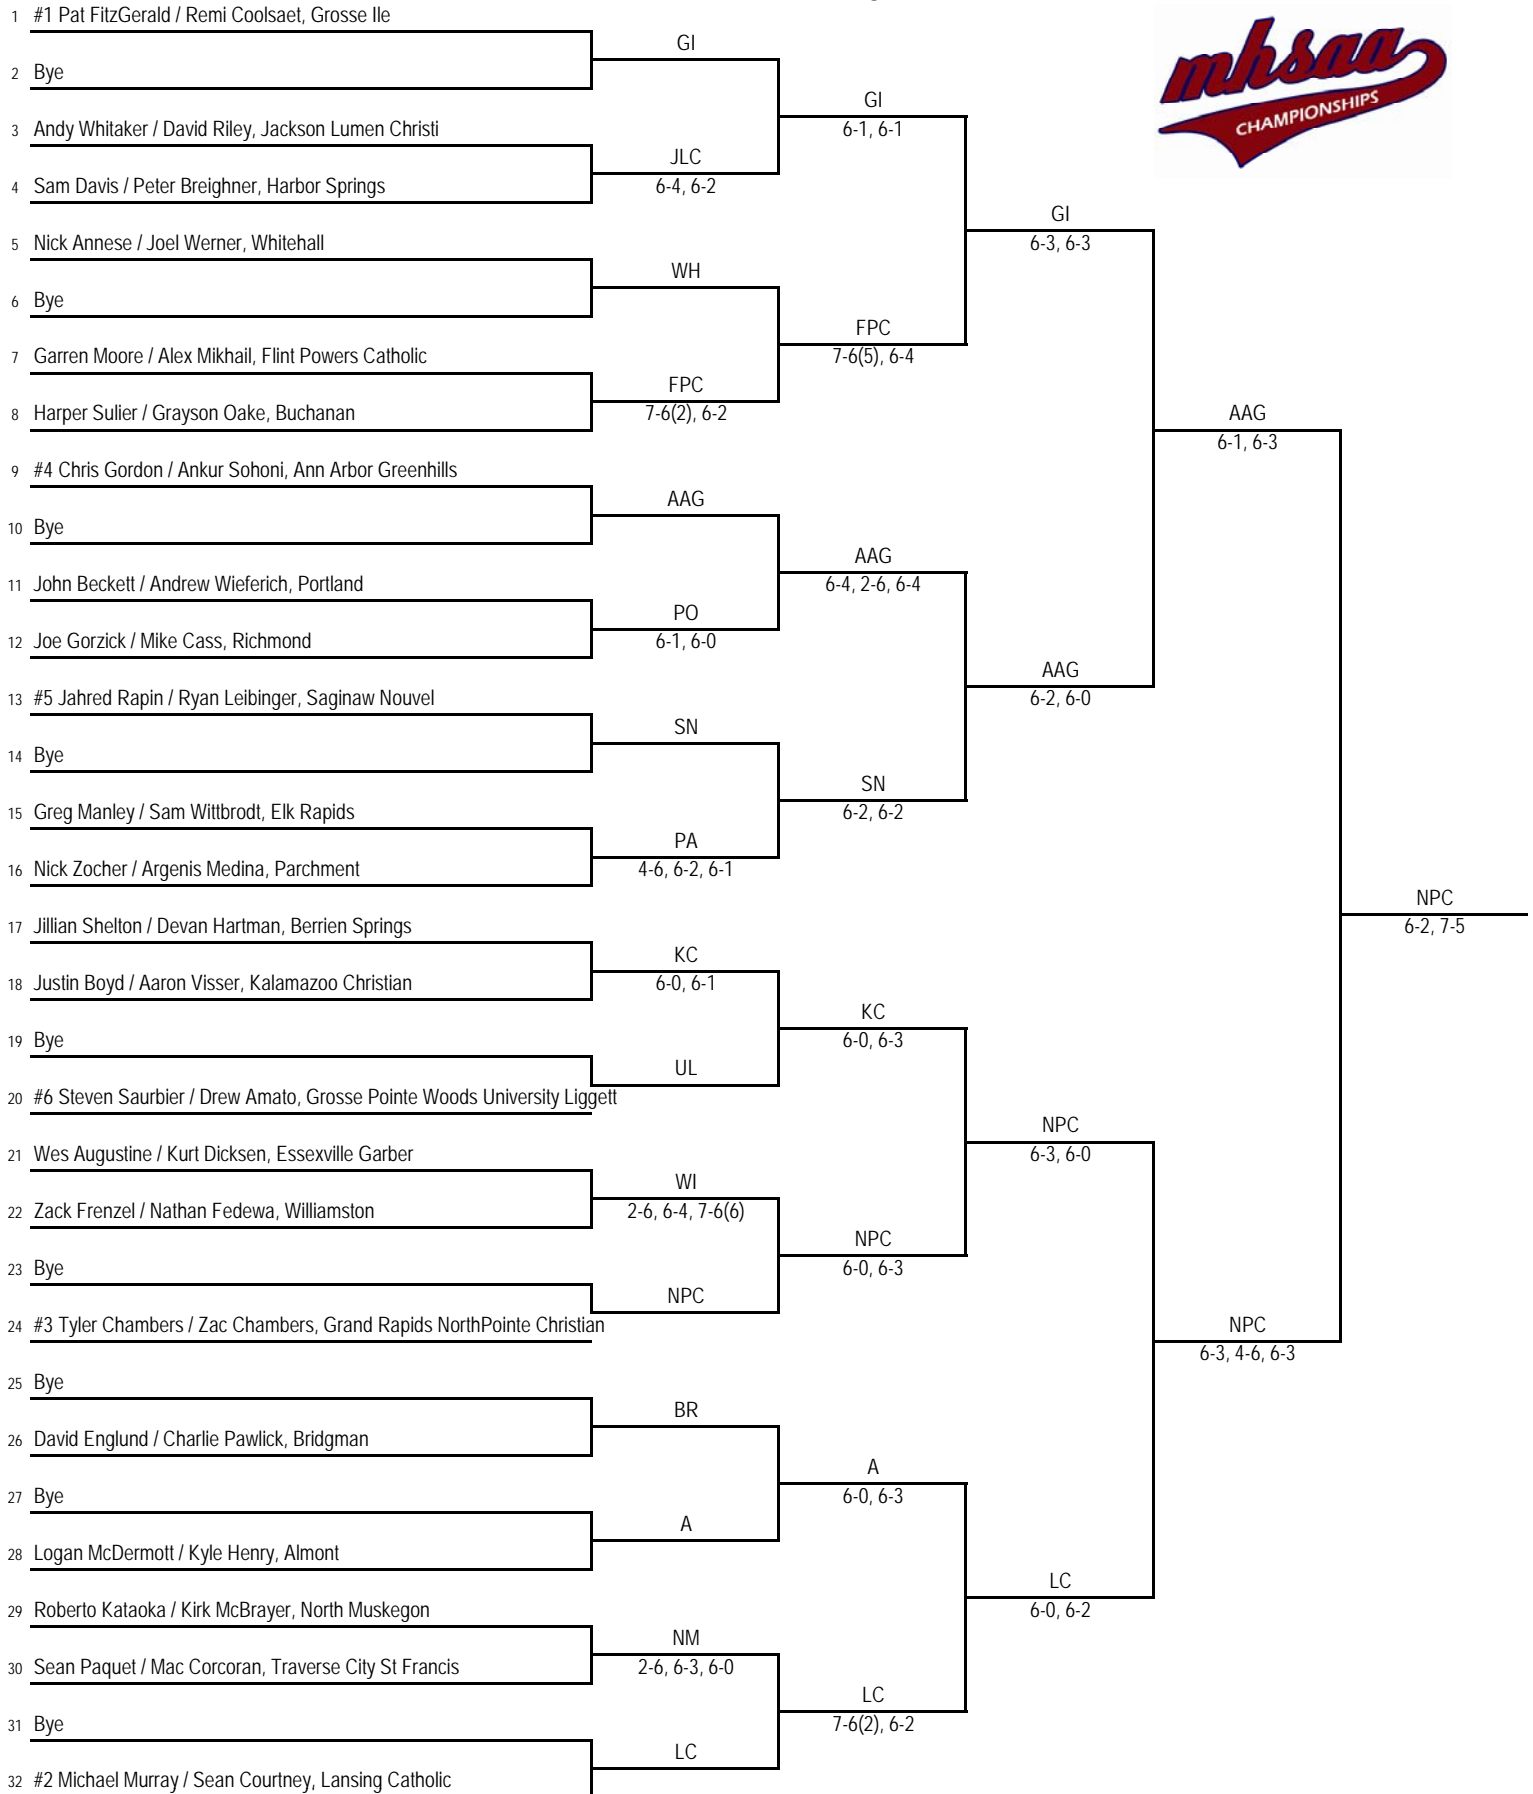 1 #1 Pat FitzGerald / Remi Coolsaet, Grosse Ile
GI
2 Bye
GI
6-1, 6-1
3 Andy Whitaker / David Riley, Jackson Lumen Christi
JLC
6-4, 6-2
4 Sam Davis / Peter Breighner, Harbor Springs
GI
6-3, 6-3
5 Nick Annese / Joel Werner, Whitehall
WH
6 Bye
FPC
7-6(5), 6-4
7 Garren Moore / Alex Mikhail, Flint Powers Catholic
FPC
7-6(2), 6-2
8 Harper Sulier / Grayson Oake, Buchanan
AAG
6-1, 6-3
9 #4 Chris Gordon / Ankur Sohoni, Ann Arbor Greenhills
AAG
10 Bye
AAG
6-4, 2-6, 6-4
11 John Beckett / Andrew Wieferich, Portland
PO
6-1, 6-0
12 Joe Gorzick / Mike Cass, Richmond
AAG
6-2, 6-0
13 #5 Jahred Rapin / Ryan Leibinger, Saginaw Nouvel
SN
14 Bye
SN
6-2, 6-2
15 Greg Manley / Sam Wittbrodt, Elk Rapids
PA
4-6, 6-2, 6-1
16 Nick Zocher / Argenis Medina, Parchment
NPC
6-2, 7-5
17 Jillian Shelton / Devan Hartman, Berrien Springs
KC
6-0, 6-1
18 Justin Boyd / Aaron Visser, Kalamazoo Christian
KC
6-0, 6-3
19 Bye
UL
20 #6 Steven Saurbier / Drew Amato, Grosse Pointe Woods University Liggett
NPC
6-3, 6-0
21 Wes Augustine / Kurt Dicksen, Essexville Garber
WI
2-6, 6-4, 7-6(6)
22 Zack Frenzel / Nathan Fedewa, Williamston
NPC
6-0, 6-3
23 Bye
NPC
24 #3 Tyler Chambers / Zac Chambers, Grand Rapids NorthPointe Christian
NPC
6-3, 4-6, 6-3
25 Bye
BR
26 David Englund / Charlie Pawlick, Bridgman
A
6-0, 6-3
27 Bye
A
28 Logan McDermott / Kyle Henry, Almont
LC
6-0, 6-2
29 Roberto Kataoka / Kirk McBrayer, North Muskegon
NM
2-6, 6-3, 6-0
30 Sean Paquet / Mac Corcoran, Traverse City St Francis
LC
7-6(2), 6-2
31 Bye
LC
32 #2 Michael Murray / Sean Courtney, Lansing Catholic
mhsaa
CHAMPIONSHIPS